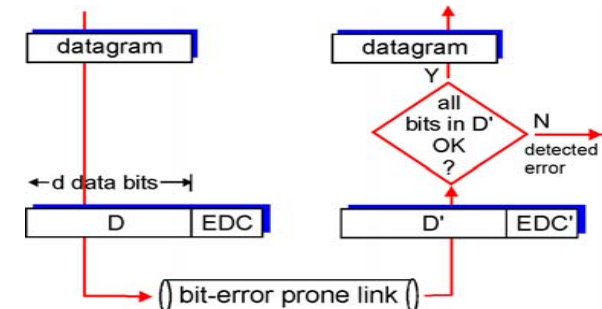 datagram
d data bits
D EDC
() bit-error prone link ()
datagram
Y
all
bits in D'
OK
?
N
detected
error
D' EDC'